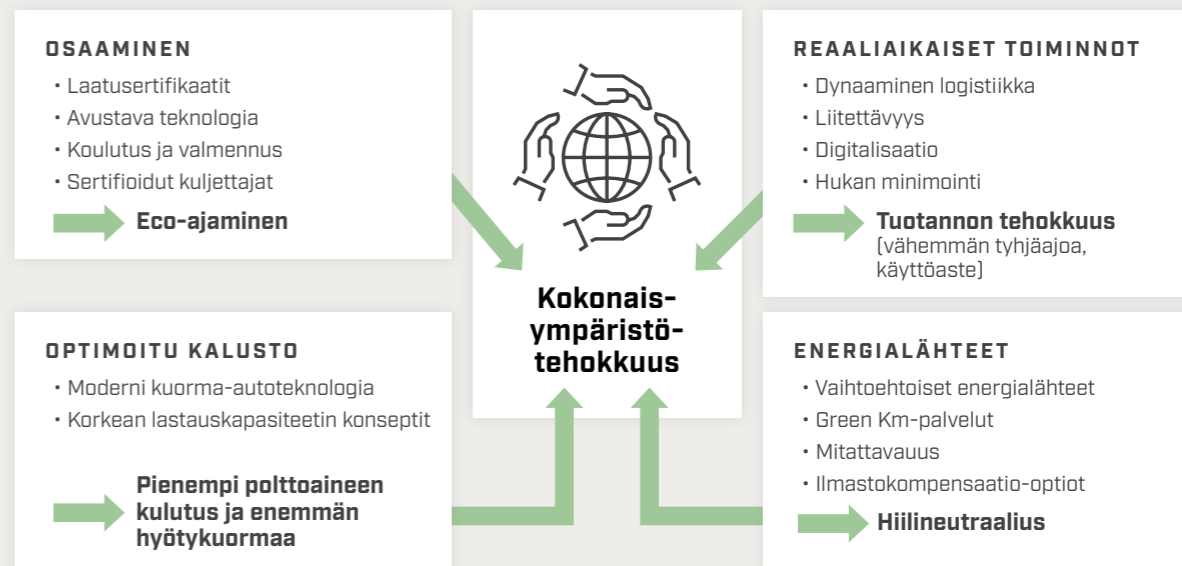 OSAAMINEN
• Laatusertifikaatit
• Avustava teknologia
• Koulutus ja valmennus
• Sertifioidut kuljettajat
Eco-ajaminen
OPTIMOITU KALUSTO
• Moderni kuorma-autoteknologia
• Korkean lastauskapasiteetin konseptit
Pienempi polttoaineen
kulutus ja enemmän
hyötykuormaa
Kokonais-
ympäristö-
tehokkuus
REAALIAIKAISET TOIMINNOT
• Dynaaminen logistiikka
• Liitettävyys
• Digitalisaatio
• Hukan minimointi
Tuotannon tehokkuus
(vähemmän tyhjäajoa,
käyttöaste)
ENERGIALÄHTEET
• Vaihtoehtoiset energialähteet
• Green Km-palvelut
• Mitattavauus
• Ilmastokompensaatio-optiot
Hiilineutraalius